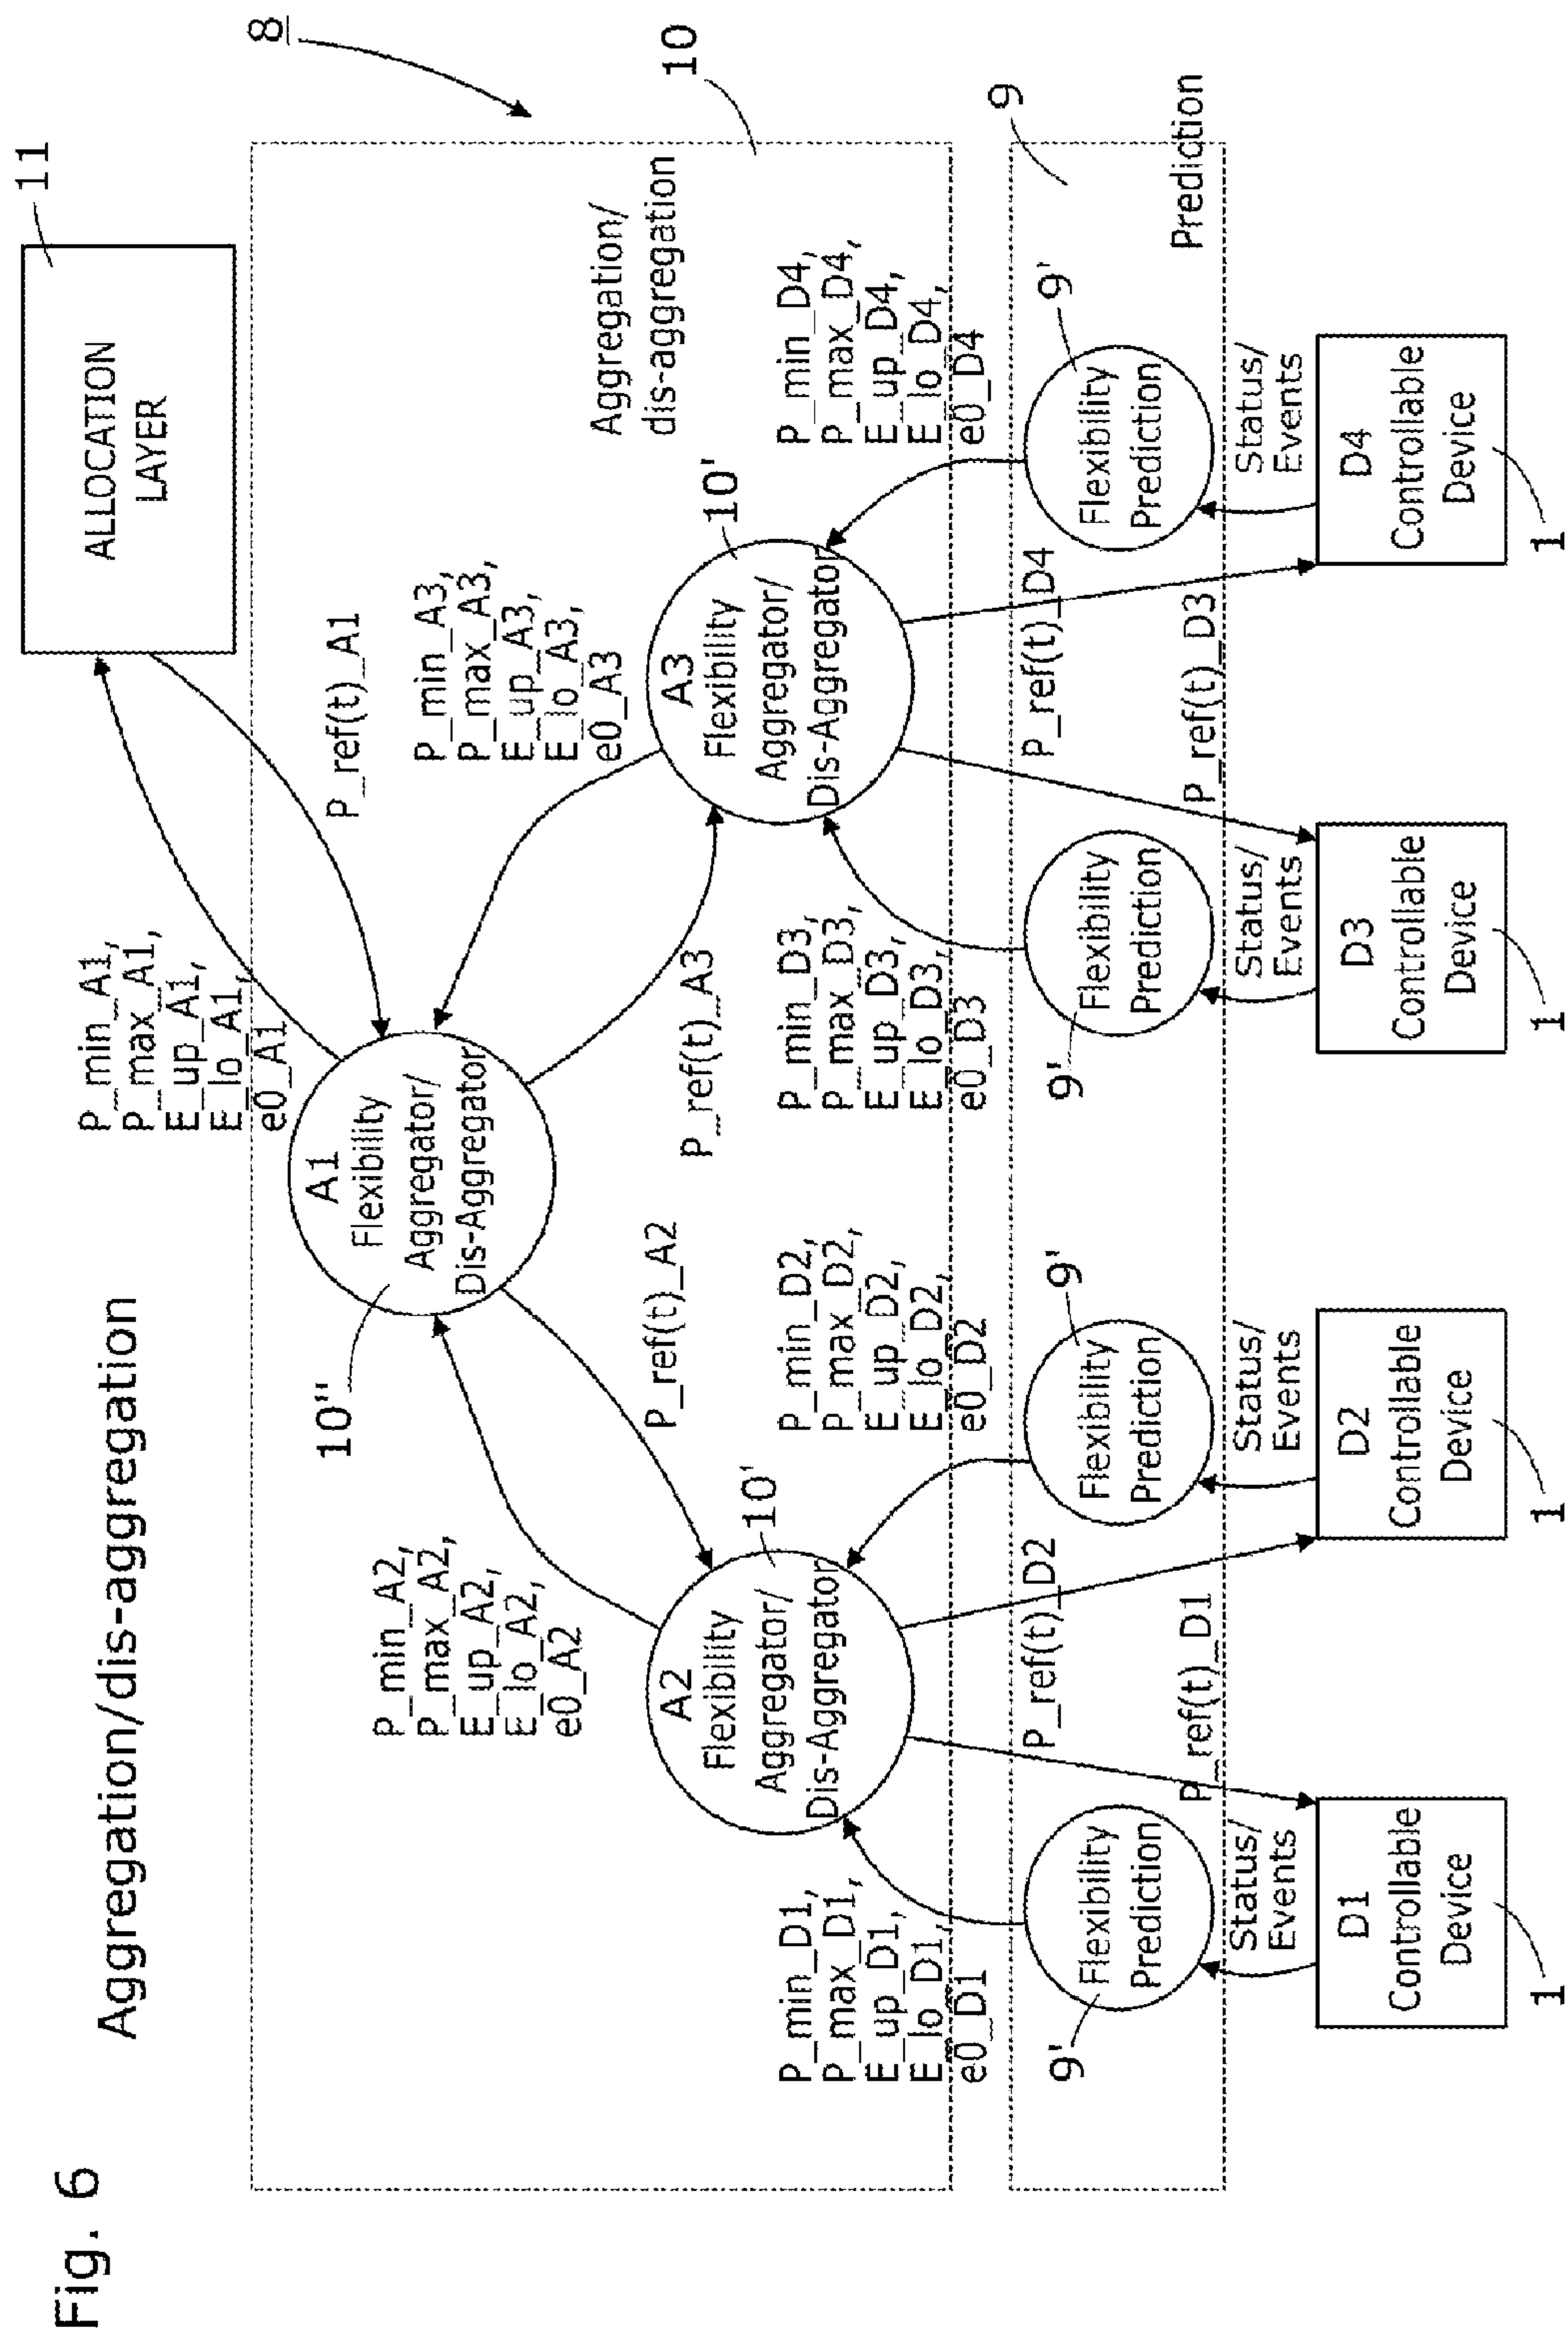 Fig. 6
Aggregation/dis-aggregation
11
ALLOCATION
LAYER
8
P_min_A1,
P_max_A1,
E_up_A1,
E_lo_A1,
e0_A1
P_ref(t)_A1
10
Aggregation/
dis-aggregation
10''
A1
Flexibility
Aggregator/
Dis-Aggregator
P_min_A2,
P_max_A2,
E_up_A2,
E_lo_A2,
e0_A2
P_min_A3,
P_max_A3,
E_up_A3,
E_lo_A3,
e0_A3
P_ref(t)_A2
P_ref(t)_A3
10'
A2
Flexibility
Aggregator/
Dis-Aggregator
10'
A3
Flexibility
Aggregator/
Dis-Aggregator
P_min_D1,
P_max_D1,
E_up_D1,
E_lo_D1,
e0_D1
P_min_D2,
P_max_D2,
E_up_D2,
E_lo_D2,
e0_D2
P_min_D3,
P_max_D3,
E_up_D3,
E_lo_D3,
e0_D3
P_min_D4,
P_max_D4,
E_up_D4,
E_lo_D4,
e0_D4
9
Prediction
9'
Flexibility
Prediction
P_ref(t)_D2
9'
Flexibility
Prediction
9'
Flexibility
Prediction
P_ref(t)_D4
9'
Flexibility
Prediction
Status/
Events
P_ref(t)_D1
Status/
Events
Status/
Events
P_ref(t)_D3
Status/
Events
D1
Controllable
Device
D2
Controllable
Device
D3
Controllable
Device
D4
Controllable
Device
1
1
1
1